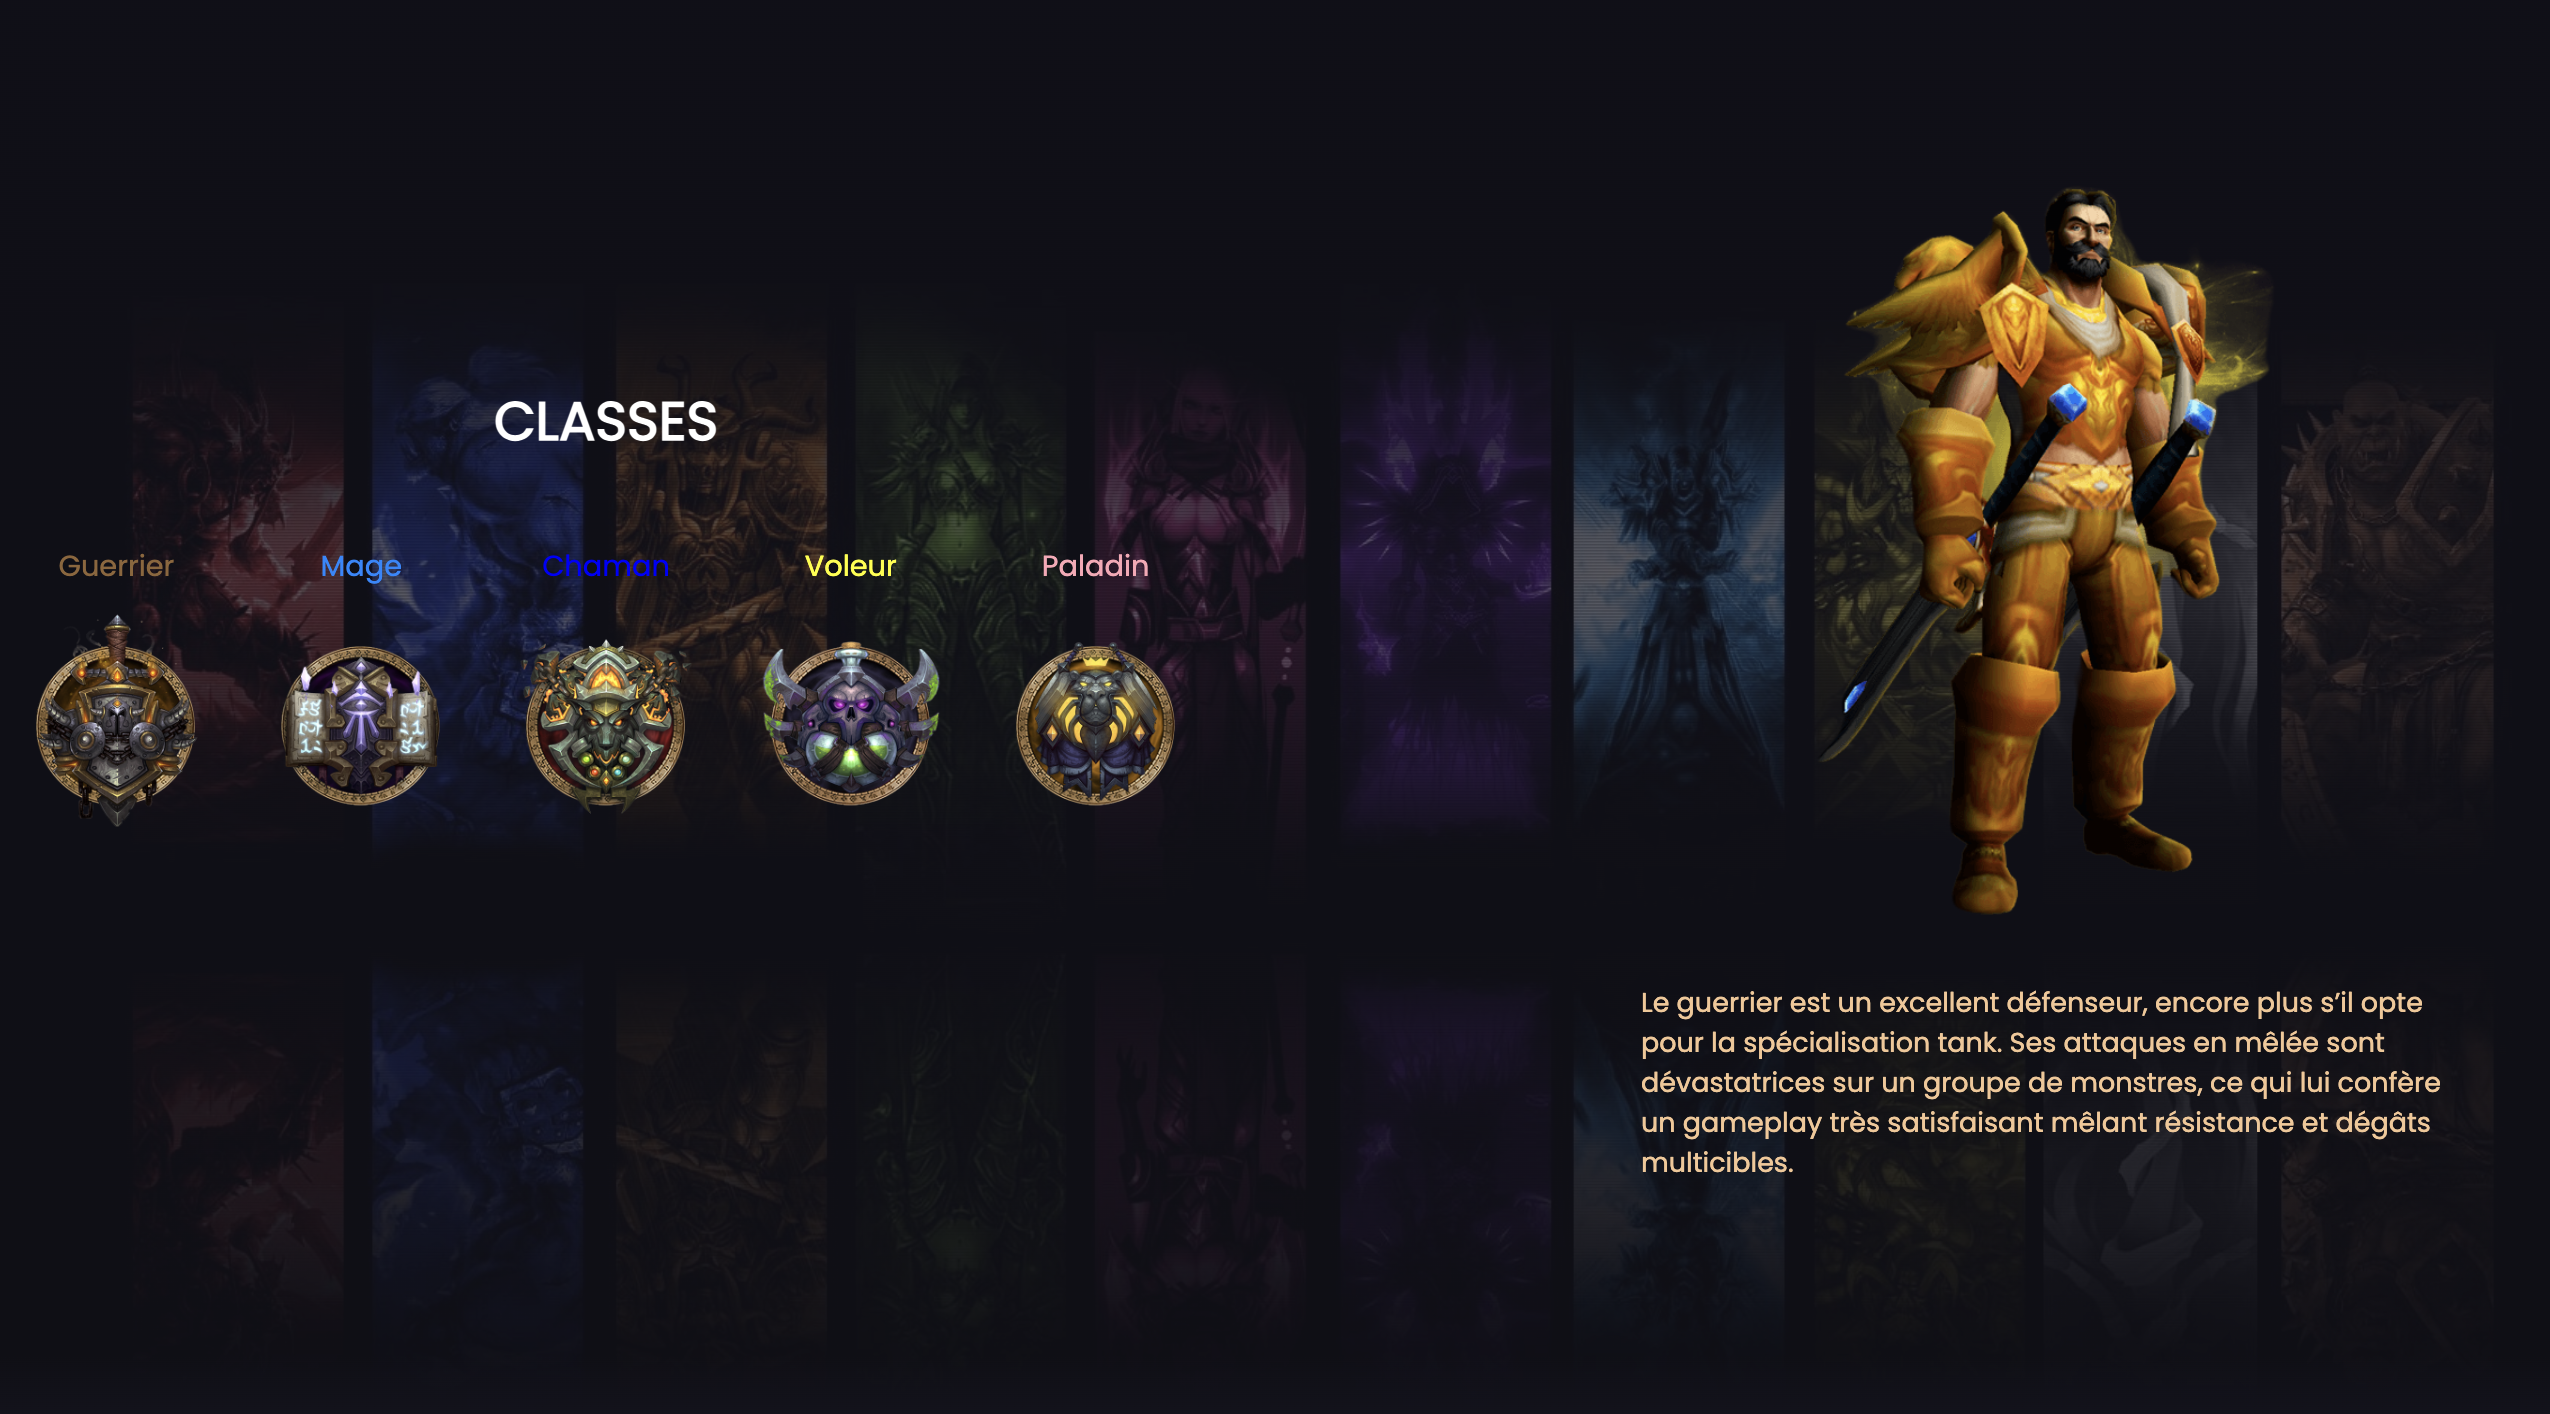 CLASSES
Guerrier
Mage
Chaman
Voleur
Paladin
Le guerrier est un excellent défenseur, encore plus s’il opte
pour la spécialisation tank. Ses attaques en mêlée sont
dévastatrices sur un groupe de monstres, ce qui lui confère
un gameplay très satisfaisant mêlant résistance et dégâts
multicibles.